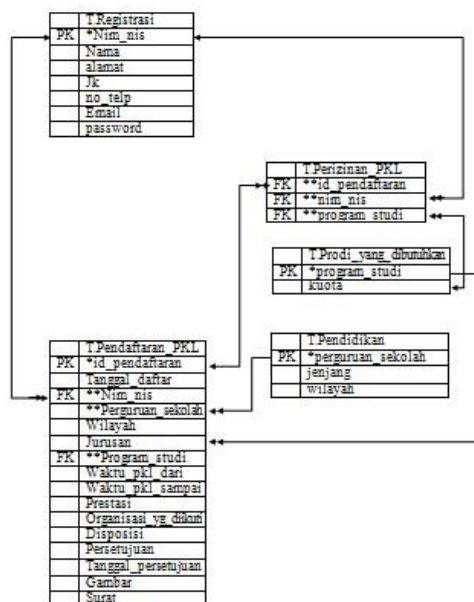 T.Registrasi
PK *Nim_nis
Nama
alamat
Jk
no_telp
Email
password
T.Perizinan_PKL
FK **id_pendaftaran
FK **nim_nis
FK **program_studi
T.Prodi_yang_dibutuhkan
PK *program_studi
kuota
T.Pendidikan
PK *perguruan_sekolah
jenjang
wilayah
T.Pendaftaran_PKL
PK *id_pendaftaran
Tanggal_daftar
FK **Nim_nis
**Perguruan_sekolah
Wilayah
Jurusan
FK **Program_studi
Waktu_pkl_dari
Waktu_pkl_sampai
Prestasi
Organisasi_yg_diikuti
Disposisi
Persetujuan
Tanggal_persetujuan
Gambar
Surat